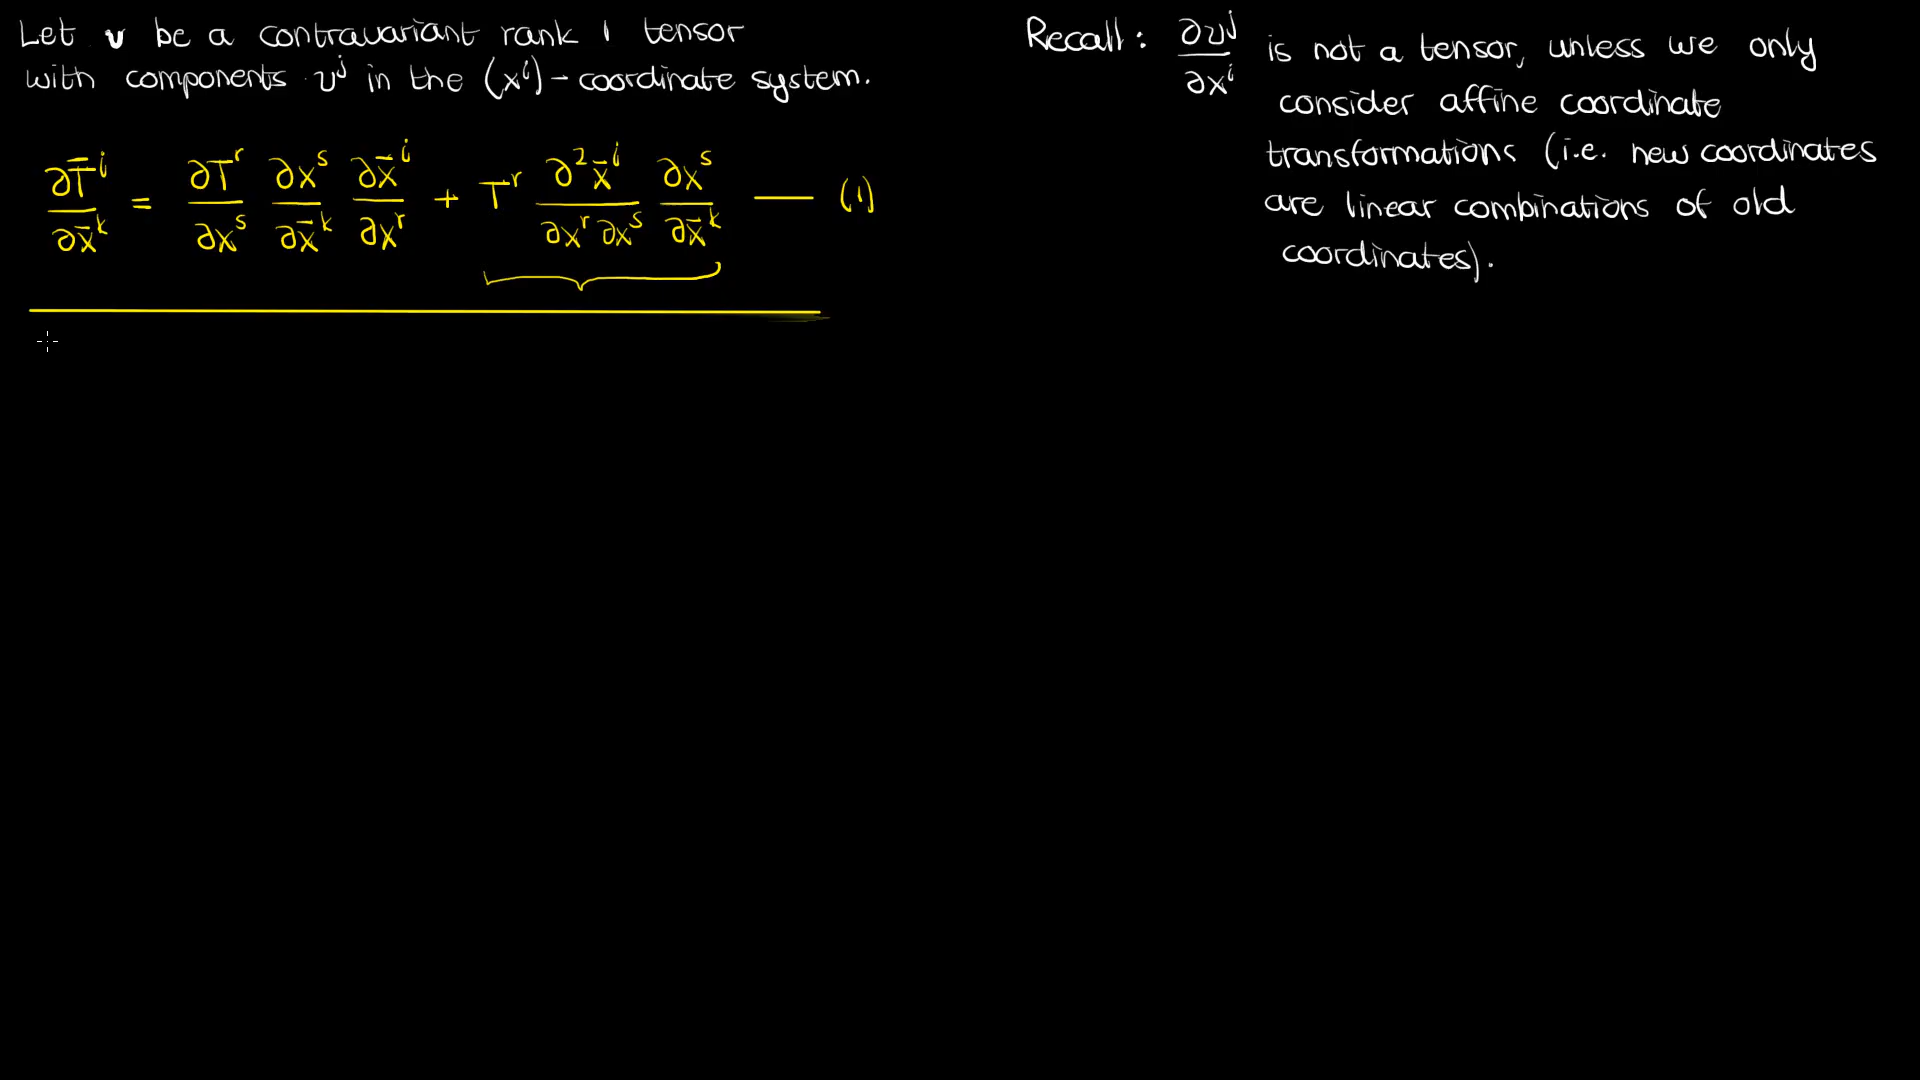 Let v be a contravariant rank 1 tensor
with components v^j in the (x^i) - coordinate system.
∂T̄^i/∂x̄^k = ∂T^r/∂x^s ∂x^s/∂x̄^k ∂x̄^i/∂x^r + T^r ∂²x̄^i/∂x^r∂x^s ∂x^s/∂x̄^k — (1)
Recall: ∂v^j/∂x^i is not a tensor, unless we only
consider affine coordinate
transformations (i.e. new coordinates
are linear combinations of old
coordinates).